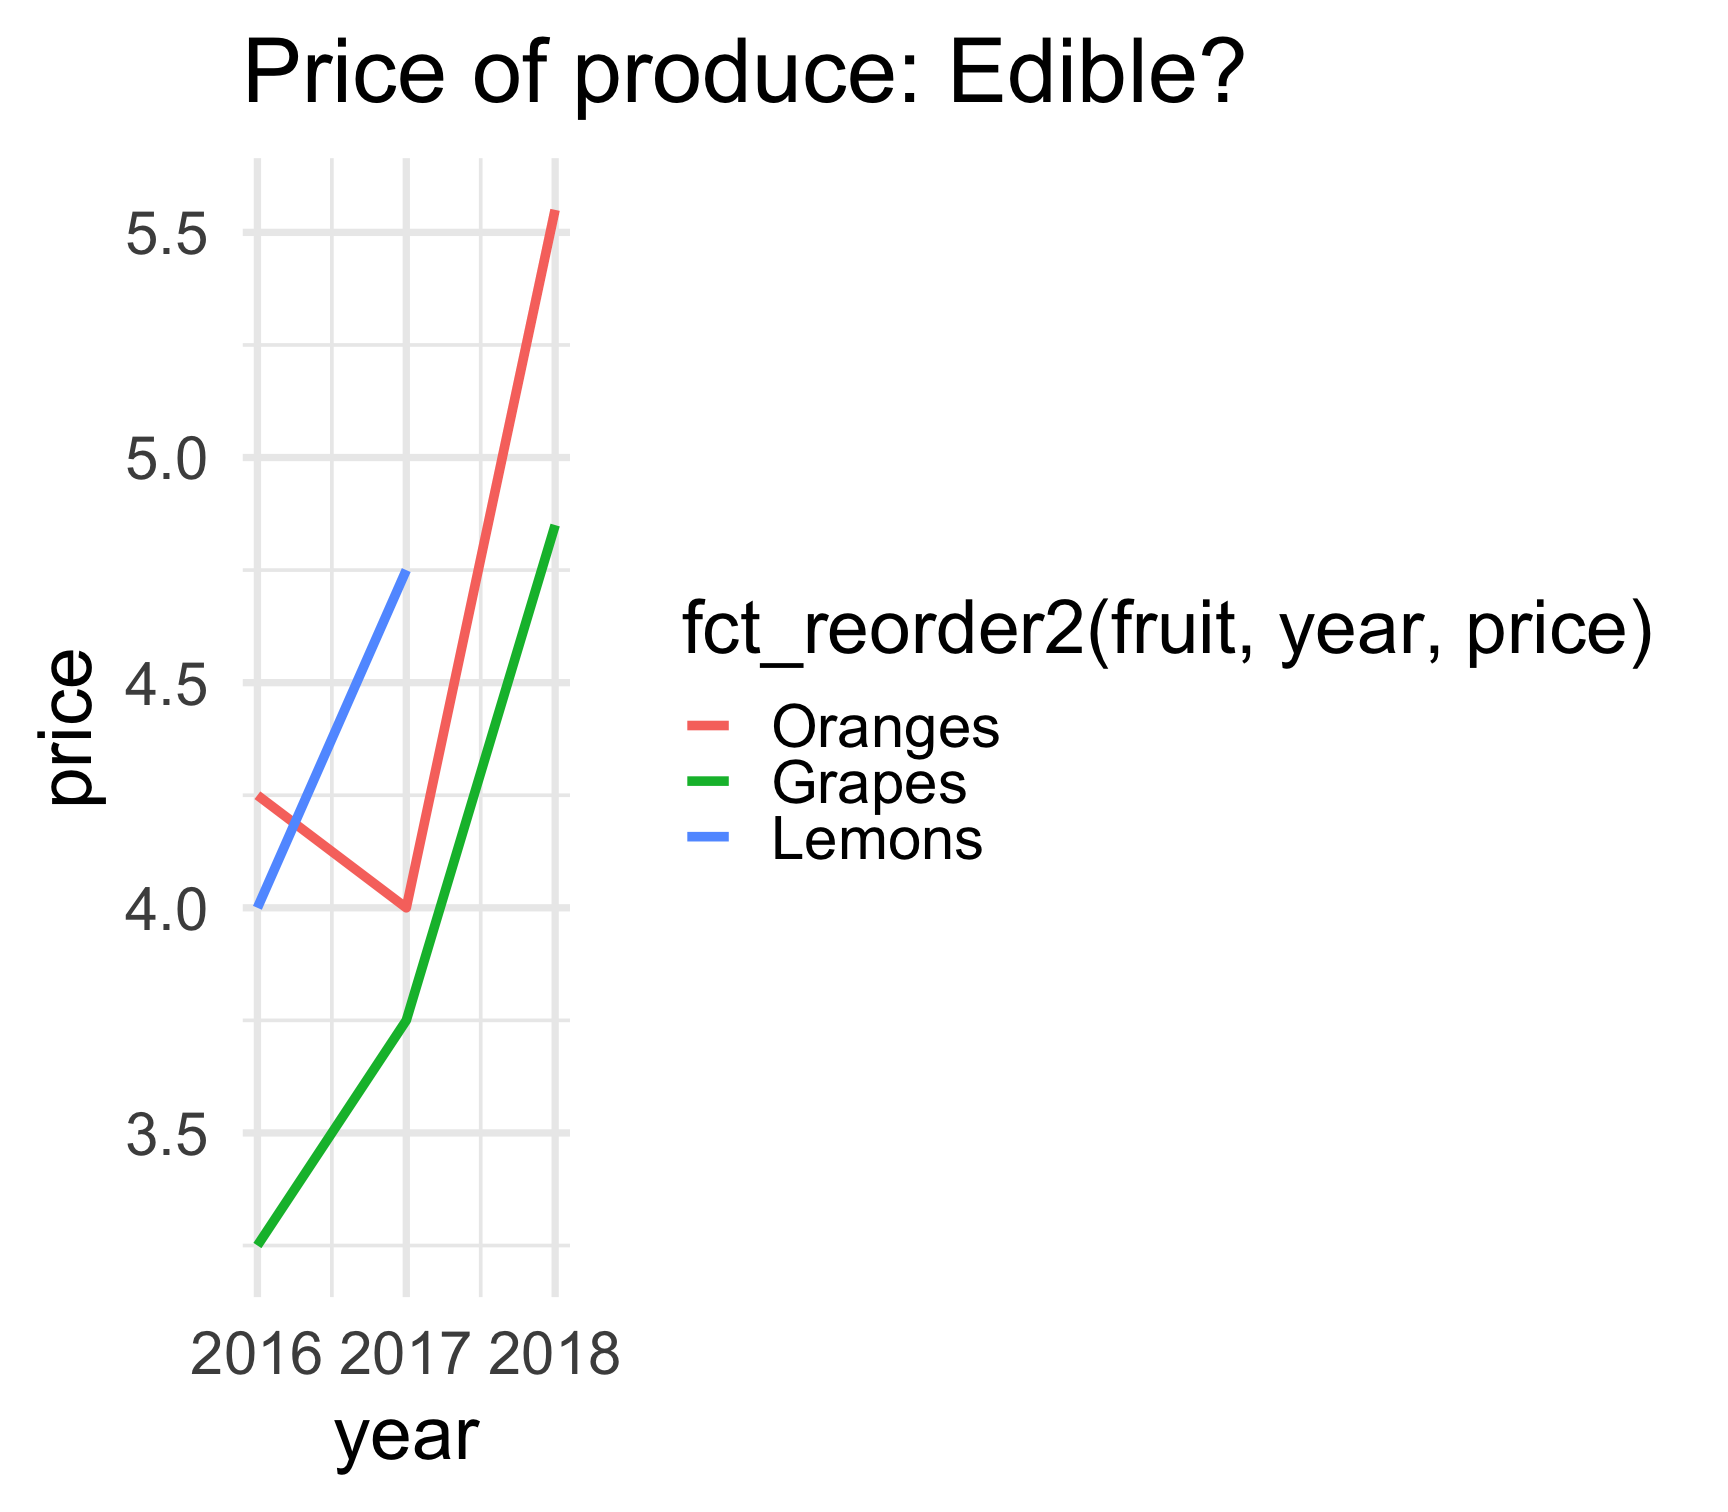 Price of produce: Edible?
5.5
5.0
4.5
4.0
3.5
price
2016 2017 2018
year
fct_reorder2(fruit, year, price)
Oranges
Grapes
Lemons